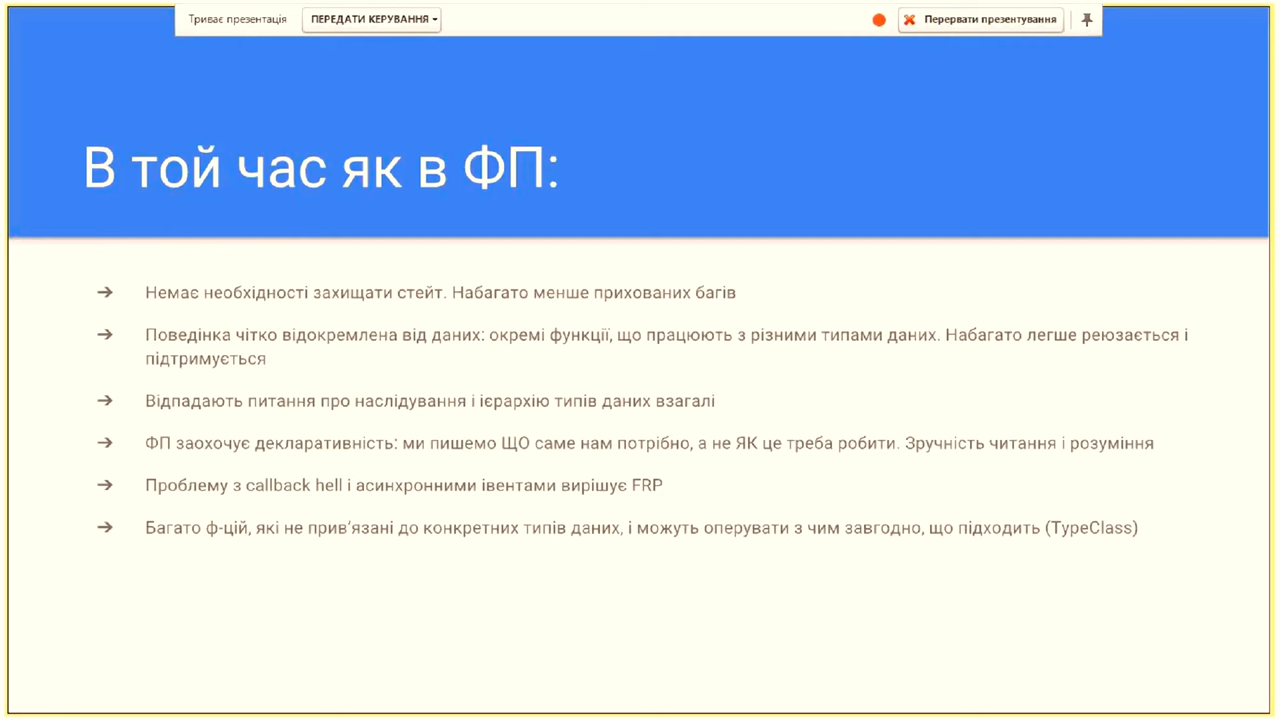 Триває презентація ПЕРЕДАТИ КЕРУВАННЯ Перервати презентування
В той час як в ФП:
➔ Немає необхідності захищати стейт. Набагато менше прихованих багів
➔ Поведінка чітко відокремлена від даних: окремі функції, що працюють з різними типами даних. Набагато легше реюзається і
підтримується
➔ Відпадають питання про наслідування і ієрархію типів даних взагалі
➔ ФП заохочує декларативність: ми пишемо ЩО саме нам потрібно, а не ЯК це треба робити. Зручність читання і розуміння
➔ Проблему з callback hell і асинхронними івентами вирішує FRP
➔ Багато ф-цій, які не прив’язані до конкретних типів даних, і можуть оперувати з чим завгодно, що підходить (TypeClass)